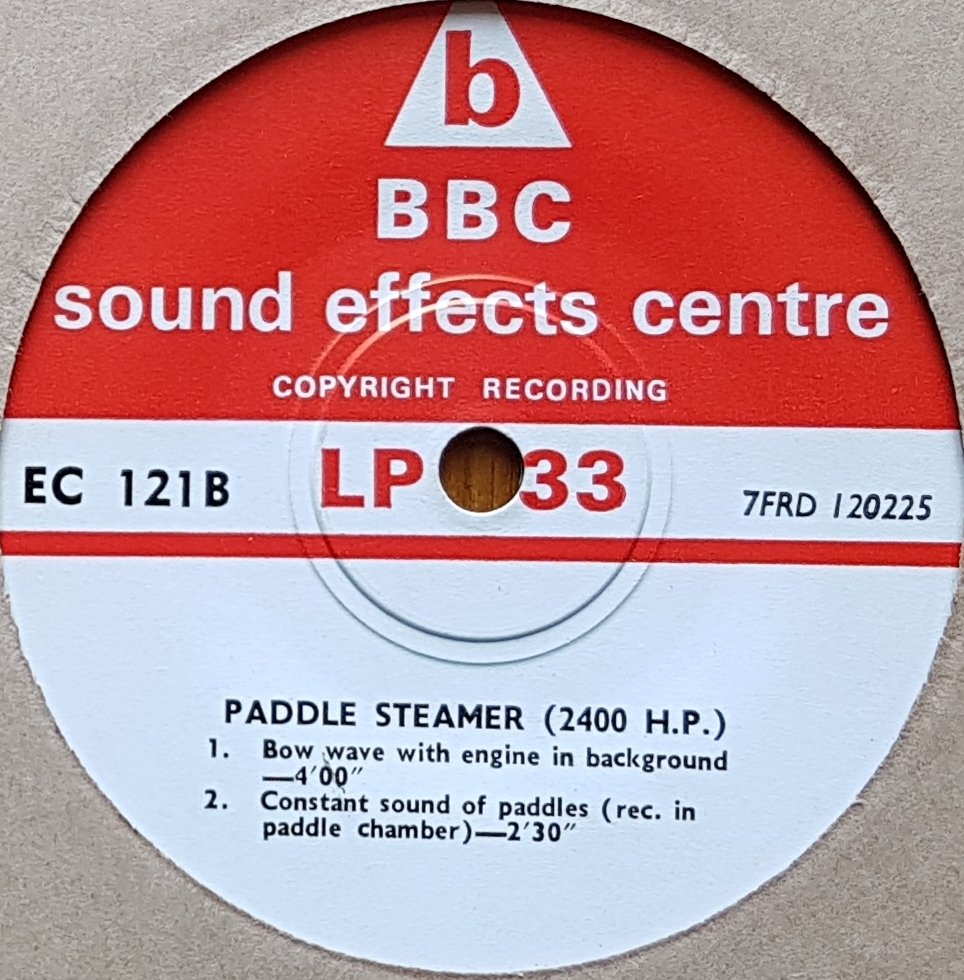 b
BBC
sound effects centre
COPYRIGHT RECORDING
EC 121B LP 33 7FRD 120225
PADDLE STEAMER (2400 H.P.)
1. Bow wave with engine in background
—4′00″
2. Constant sound of paddles (rec. in
paddle chamber)—2′30″